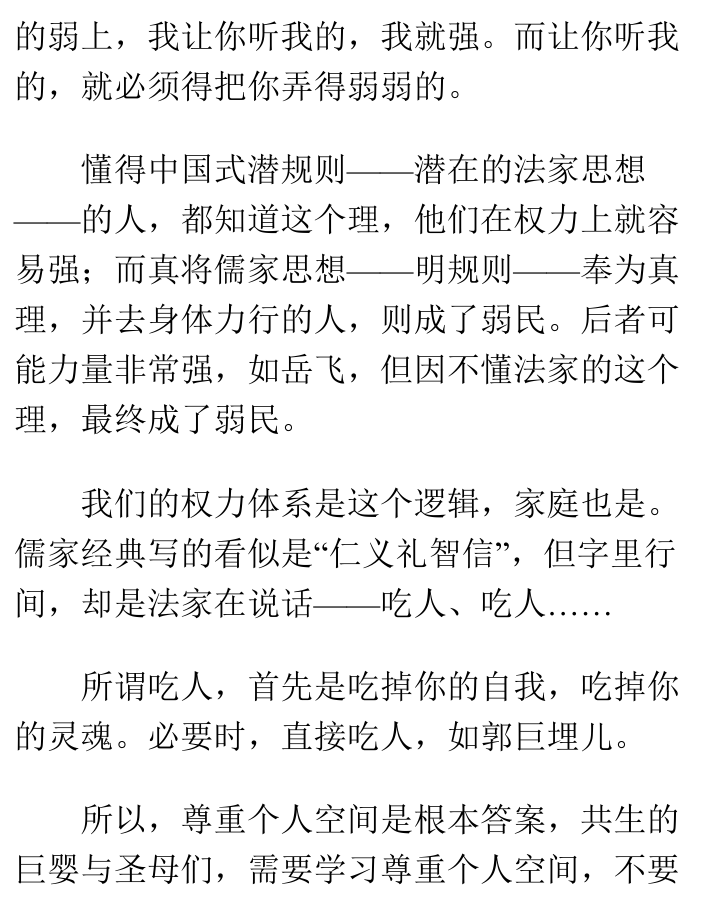 的弱上，我让你听我的，我就强。而让你听我
的，就必须得把你弄得弱弱的。
懂得中国式潜规则——潜在的法家思想
——的人，都知道这个理，他们在权力上就容
易强；而真将儒家思想——明规则——奉为真
理，并去身体力行的人，则成了弱民。后者可
能力量非常强，如岳飞，但因不懂法家的这个
理，最终成了弱民。
我们的权力体系是这个逻辑，家庭也是。
儒家经典写的看似是“仁义礼智信”，但字里行
间，却是法家在说话——吃人、吃人……
所谓吃人，首先是吃掉你的自我，吃掉你
的灵魂。必要时，直接吃人，如郭巨埋儿。
所以，尊重个人空间是根本答案，共生的
巨婴与圣母们，需要学习尊重个人空间，不要